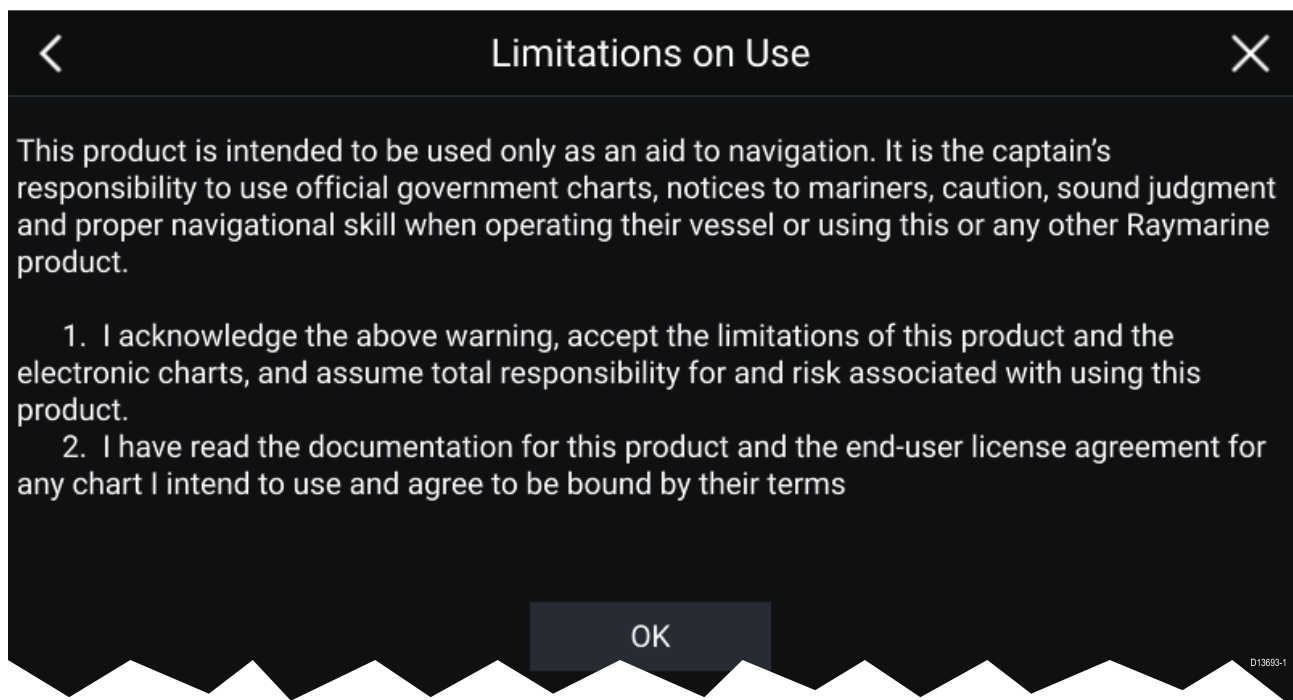 Limitations on Use
This product is intended to be used only as an aid to navigation. It is the captain’s
responsibility to use official government charts, notices to mariners, caution, sound judgment
and proper navigational skill when operating their vessel or using this or any other Raymarine
product.
1. I acknowledge the above warning, accept the limitations of this product and the
electronic charts, and assume total responsibility for and risk associated with using this
product.
2. I have read the documentation for this product and the end-user license agreement for
any chart I intend to use and agree to be bound by their terms
OK
D13693-1